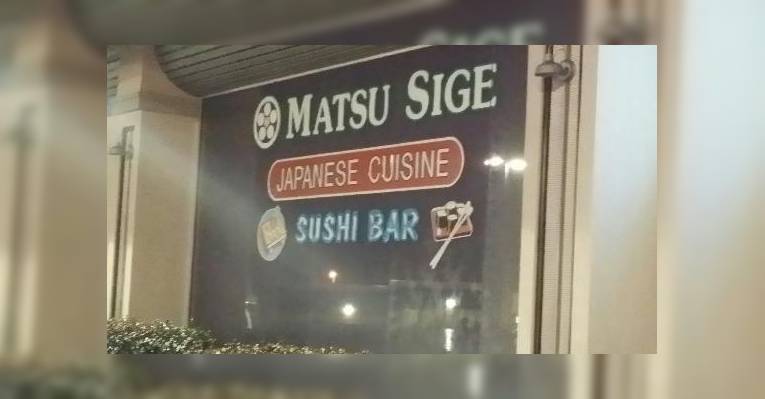 MATSU SIGE
JAPANESE CUISINE
SUSHI BAR